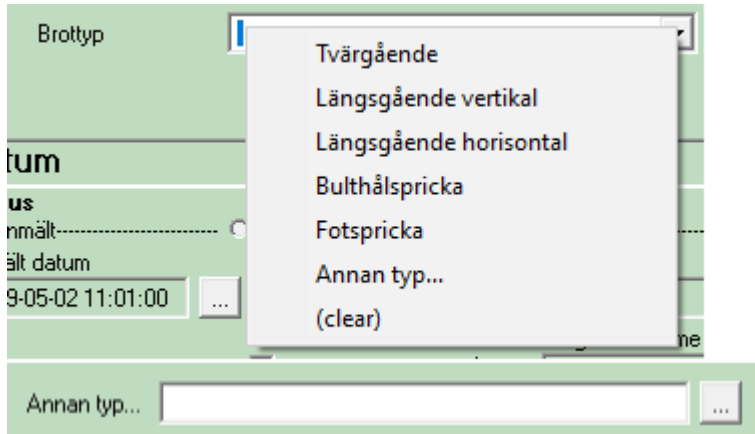 Brottyp
Tvärgående
Längsgående vertikal
Längsgående horisontal
Bulthålspricka
Fotspricka
Annan typ...
(clear)
tum
us
nmält
ält datum
9-05-02 11:01:00 ...
me
Annan typ... ...